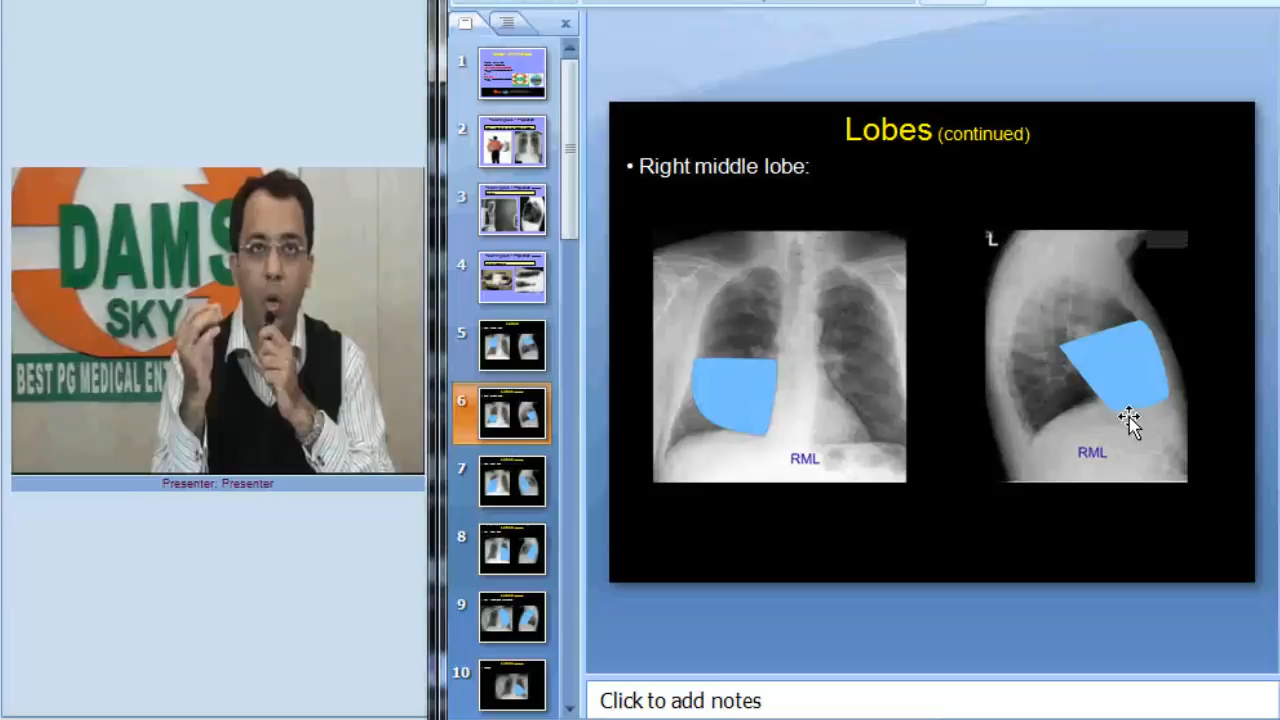 DAMS
SKY
BEST PG MEDICAL EN
Presenter: Presenter
1
2
3
4
5
6
7
8
9
10
Lobes (continued)
• Right middle lobe:
L
RML
RML
Click to add notes